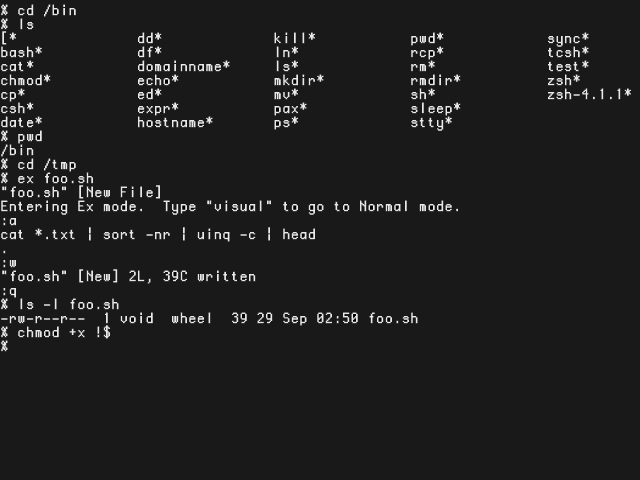 % cd /bin
% ls
[* dd* kill* pwd* sync*
bash* df* ln* rcp* tcsh*
cat* domainname* ls* rm* test*
chmod* echo* mkdir* rmdir* zsh*
cp* ed* mv* sh* zsh-4.1.1*
csh* expr* pax* sleep*
date* hostname* ps* stty*
% pwd
/bin
% cd /tmp
% ex foo.sh
"foo.sh" [New File]
Entering Ex mode. Type "visual" to go to Normal mode.
:a
cat *.txt | sort -nr | uinq -c | head
.
:w
"foo.sh" [New] 2L, 39C written
:q
% ls -l foo.sh
-rw-r--r-- 1 void wheel 39 29 Sep 02:50 foo.sh
% chmod +x !$
%